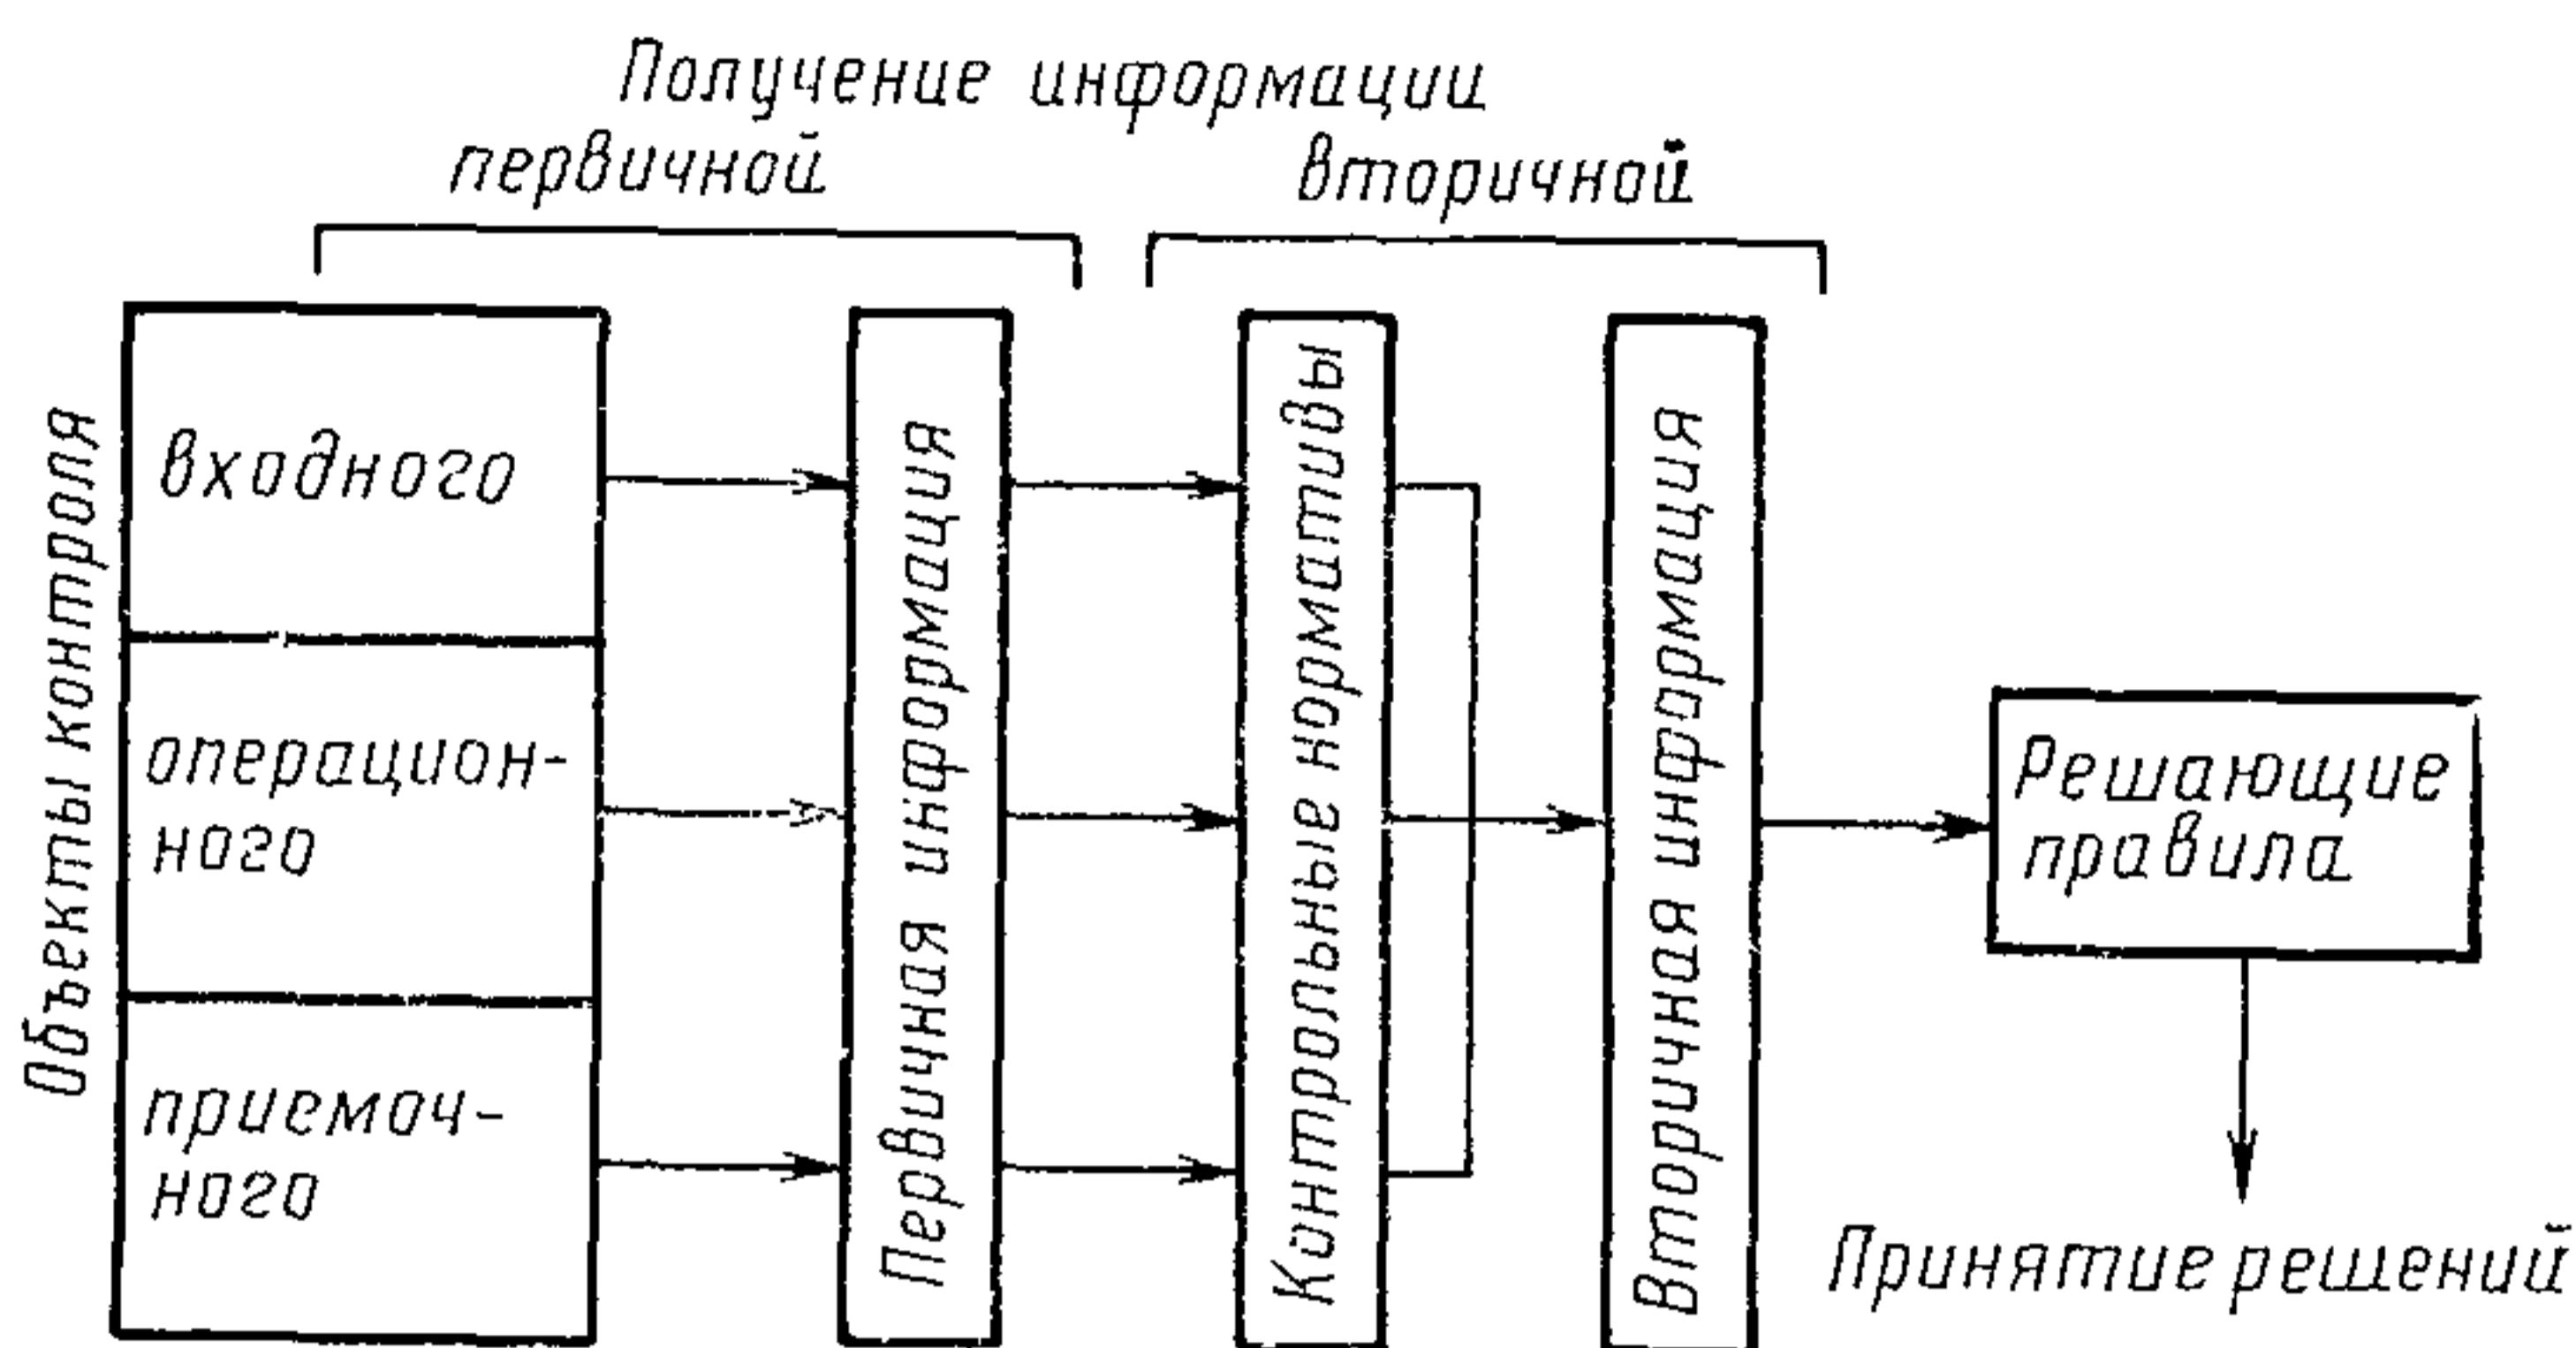 Получение информации
первичной
вторичной
Объекты контроля
входного
операцион-
ного
приемоч-
ного
Первичная информация
Контрольные нормативы
Вторичная информация
Решающие
правила
Принятие решений